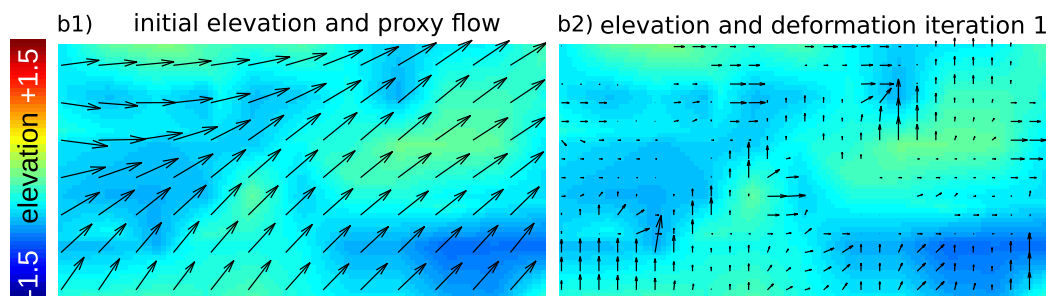 b1) initial elevation and proxy flow
b2) elevation and deformation iteration 1
-1.5 elevation +1.5